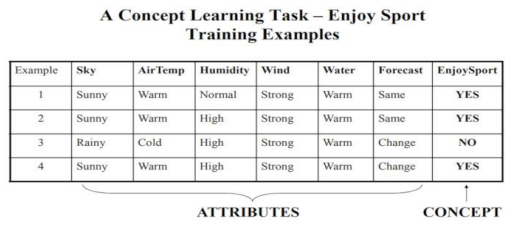 A Concept Learning Task – Enjoy Sport
Training Examples
Example Sky AirTemp Humidity Wind Water Forecast EnjoySport
1 Sunny Warm Normal Strong Warm Same YES
2 Sunny Warm High Strong Warm Same YES
3 Rainy Cold High Strong Warm Change NO
4 Sunny Warm High Strong Warm Change YES
ATTRIBUTES CONCEPT